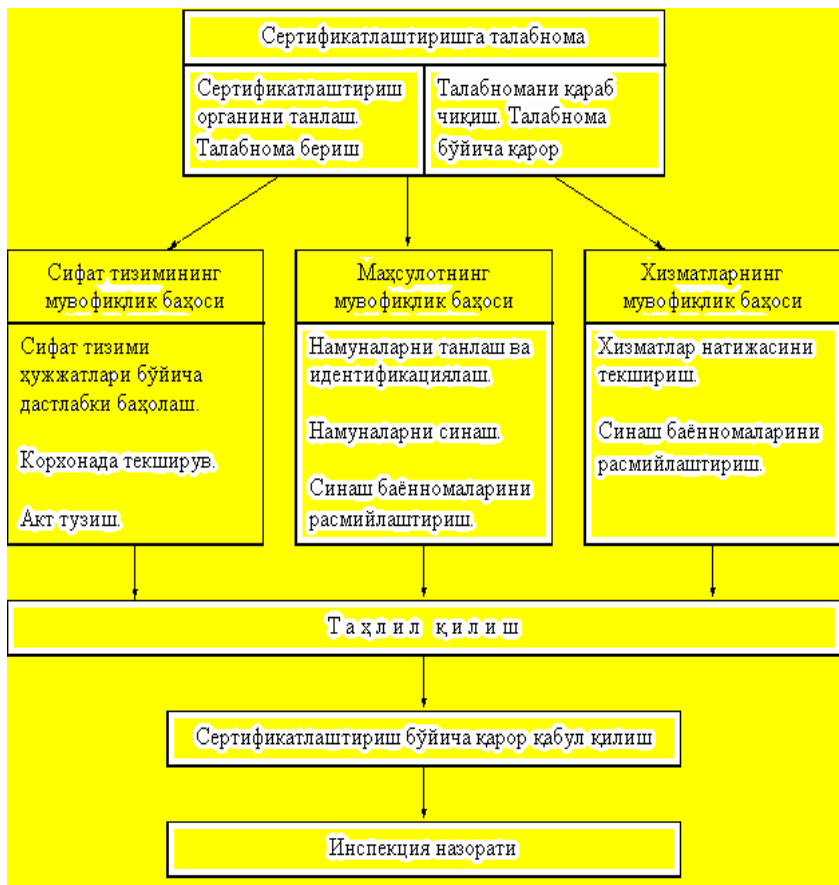 Сертификатлаштиришга талабнома
Сертификатлаштириш
органини танлаш.
Талабнома бериш
Талабномани қараб
чиқиш. Талабнома
бўйича қарор
Сифат тизимининг
мувофиқлик баҳоси
Сифат тизими
ҳужжатлари бўйича
дастлабки баҳолаш.
Корхонада текширув.
Акт тузиш.
Маҳсулотнинг
мувофиқлик баҳоси
Намуналарни танлаш ва
идентификациялаш.
Намуналарни синаш.
Синаш баённомаларини
расмийлаштириш.
Хизматларнинг
мувофиқлик баҳоси
Хизматлар натижасини
текшириш.
Синаш баённомаларини
расмийлаштириш.
Таҳлил қилиш
Сертификатлаштириш бўйича қарор қабул қилиш
Инспекция назорати